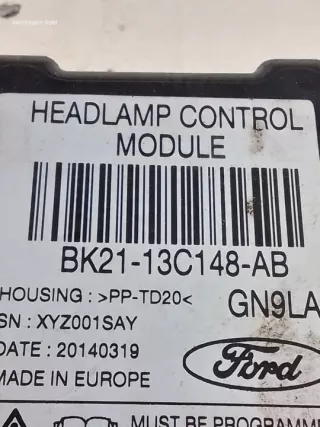 HEADLAMP CONTROL
MODULE
BK21-13C148-AB
HOUSING : >PP-TD20< GN9LA
SN : XYZ001SAY
DATE : 20140319
Ford
MADE IN EUROPE
MUST BE PROGRAMME